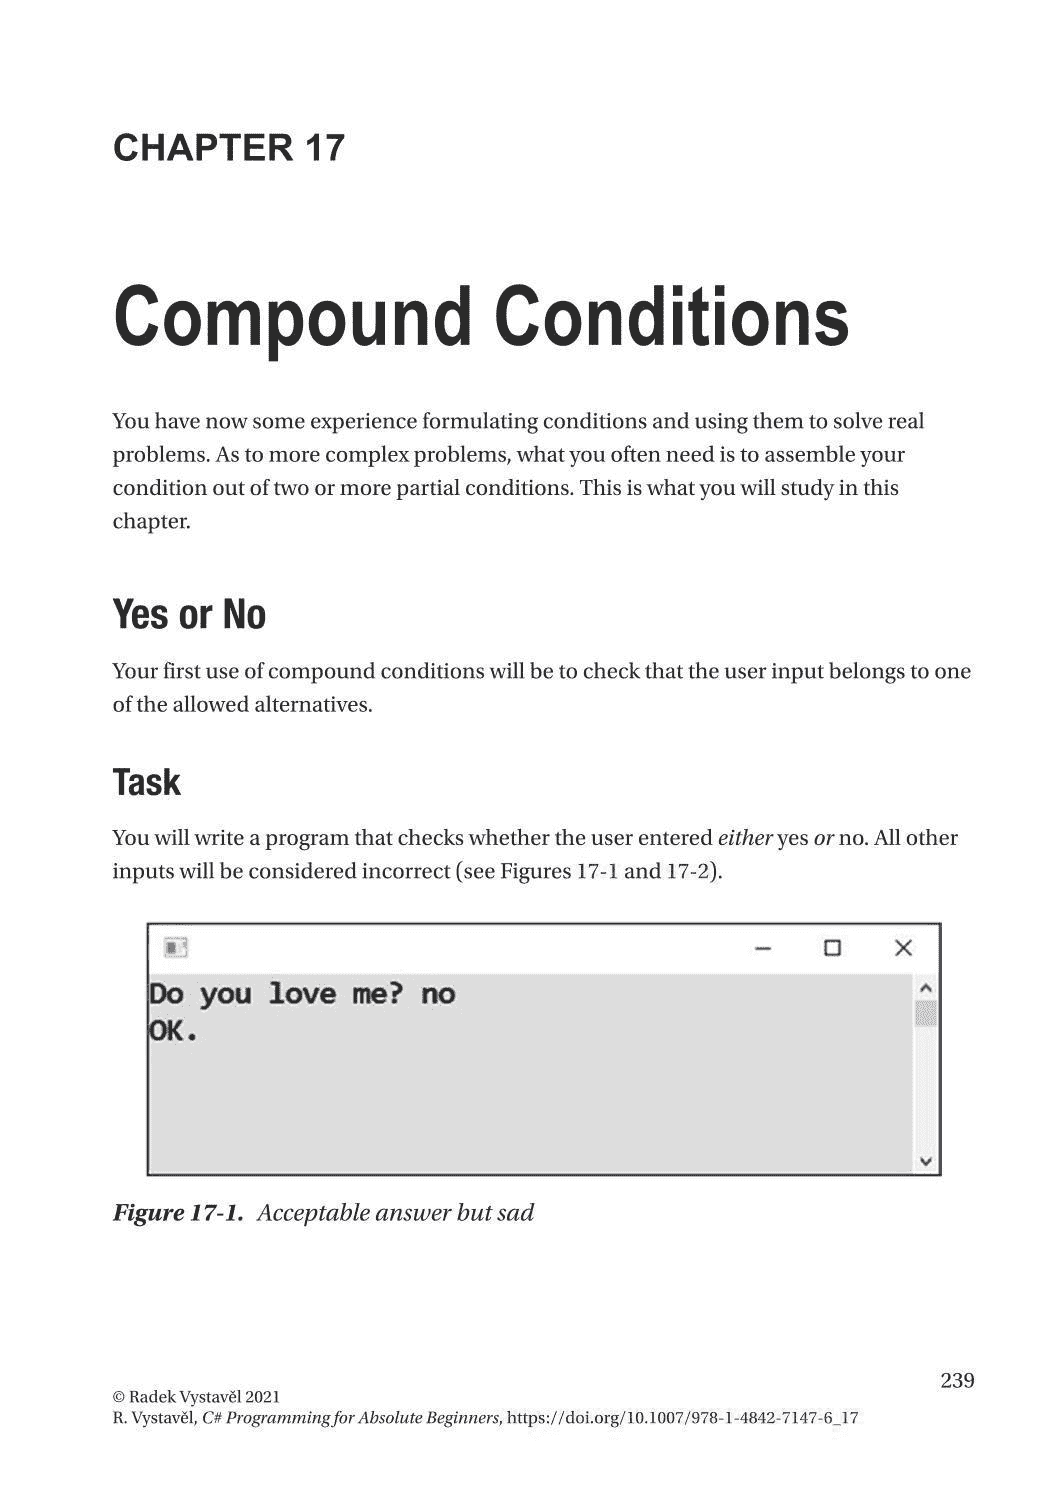 CHAPTER 17
Compound Conditions
You have now some experience formulating conditions and using them to solve real
problems. As to more complex problems, what you often need is to assemble your
condition out of two or more partial conditions. This is what you will study in this
chapter.
Yes or No
Your first use of compound conditions will be to check that the user input belongs to one
of the allowed alternatives.
Task
You will write a program that checks whether the user entered either yes or no. All other
inputs will be considered incorrect (see Figures 17-1 and 17-2).
Do you love me? no
OK.
Figure 17-1. Acceptable answer but sad
239
© Radek Vystavěl 2021
R. Vystavěl, C# Programming for Absolute Beginners, https://doi.org/10.1007/978-1-4842-7147-6_17